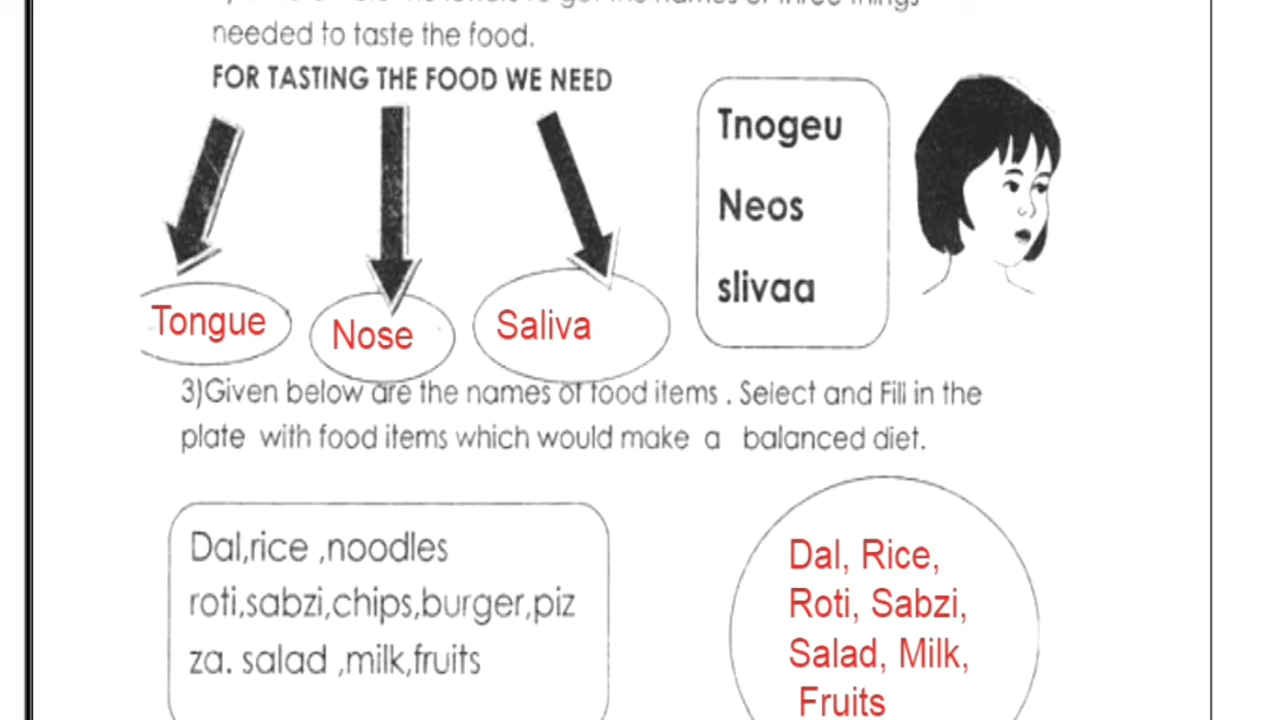 needed to taste the food.
FOR TASTING THE FOOD WE NEED
Tnogeu
Neos
slivaa
Tongue
Nose
Saliva
3)Given below are the names of food items . Select and Fill in the
plate with food items which would make a balanced diet.
Dal,rice ,noodles
roti,sabzi,chips,burger,piz
za. salad ,milk,fruits
Dal, Rice,
Roti, Sabzi,
Salad, Milk,
Fruits